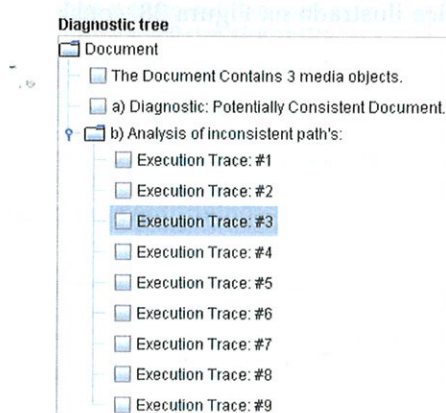 Diagnostic tree
Document
The Document Contains 3 media objects.
a) Diagnostic: Potentially Consistent Document.
b) Analysis of inconsistent path's:
Execution Trace: #1
Execution Trace: #2
Execution Trace: #3
Execution Trace: #4
Execution Trace: #5
Execution Trace: #6
Execution Trace: #7
Execution Trace: #8
Execution Trace: #9